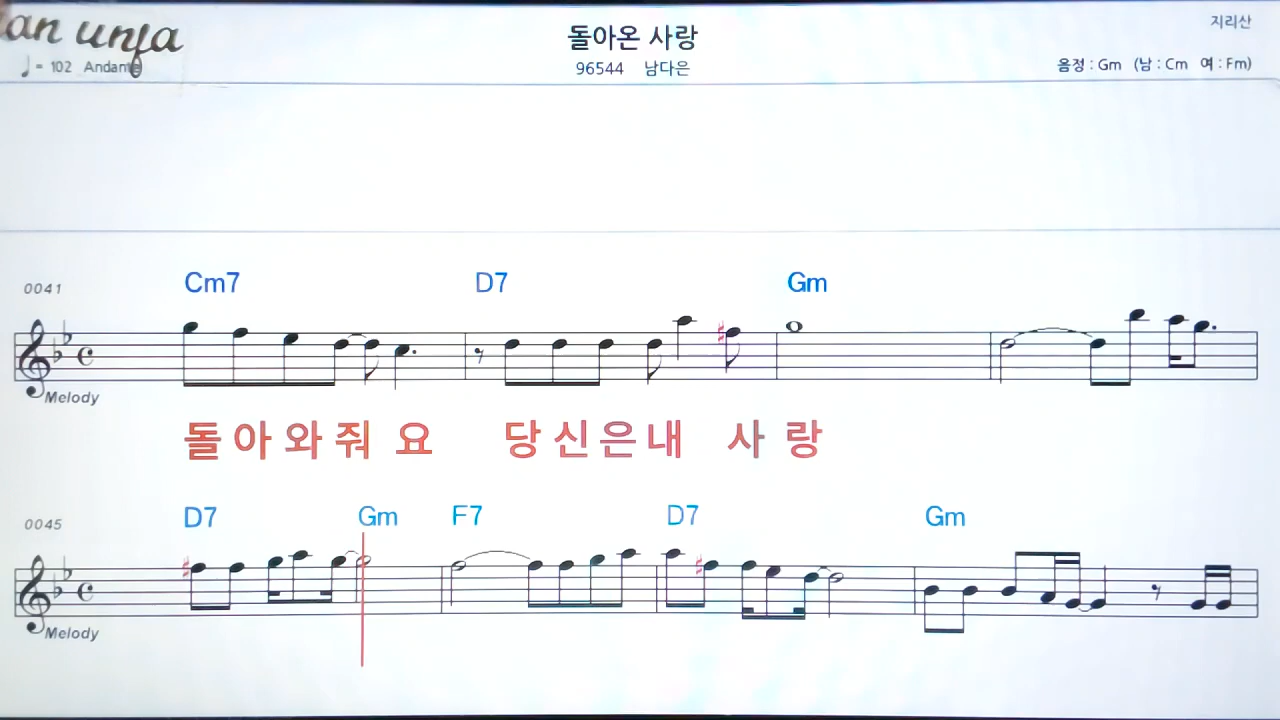 돌아온 사랑
지리산
♩= 102 Andante
96544 남다은
음정 : Gm (남 : Cm 여 : Fm)
0041 Cm7 D7 Gm
Melody
돌아와줘요 당신은내 사랑
0045 D7 Gm F7 D7 Gm
Melody